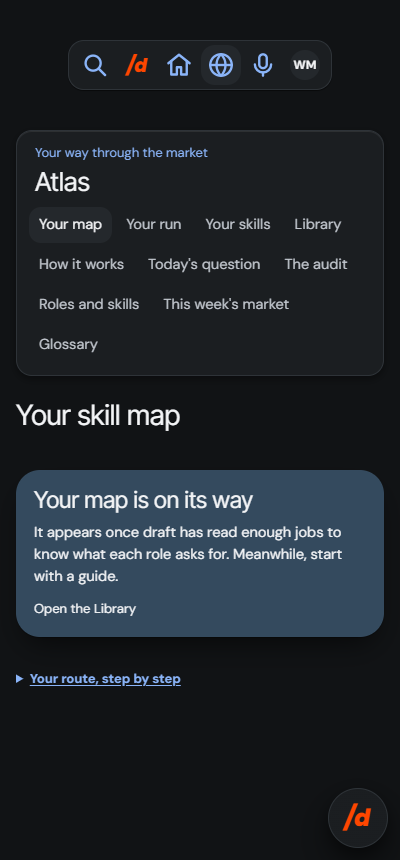 /d
WM
Your way through the market
Atlas
Your map Your run Your skills Library
How it works Today's question The audit
Roles and skills This week's market
Glossary
Your skill map
Your map is on its way
It appears once draft has read enough jobs to
know what each role asks for. Meanwhile, start
with a guide.
Open the Library
Your route, step by step
/d